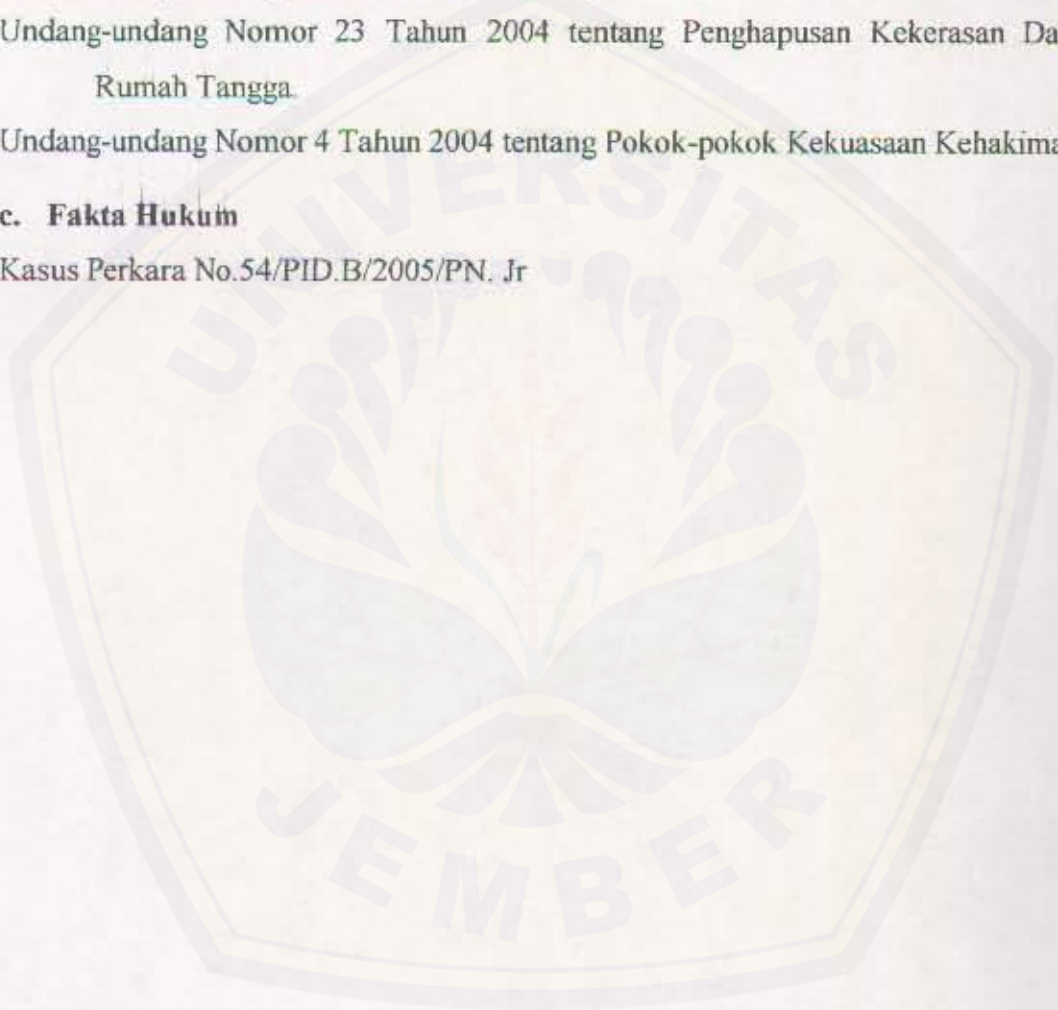 Undang-undang Nomor 23 Tahun 2004 tentang Penghapusan Kekerasan Da
Rumah Tangga.
Undang-undang Nomor 4 Tahun 2004 tentang Pokok-pokok Kekuasaan Kehakima
c. Fakta Hukum
Kasus Perkara No.54/PID.B/2005/PN. Jr
UNIVERSITAS
JEMBER